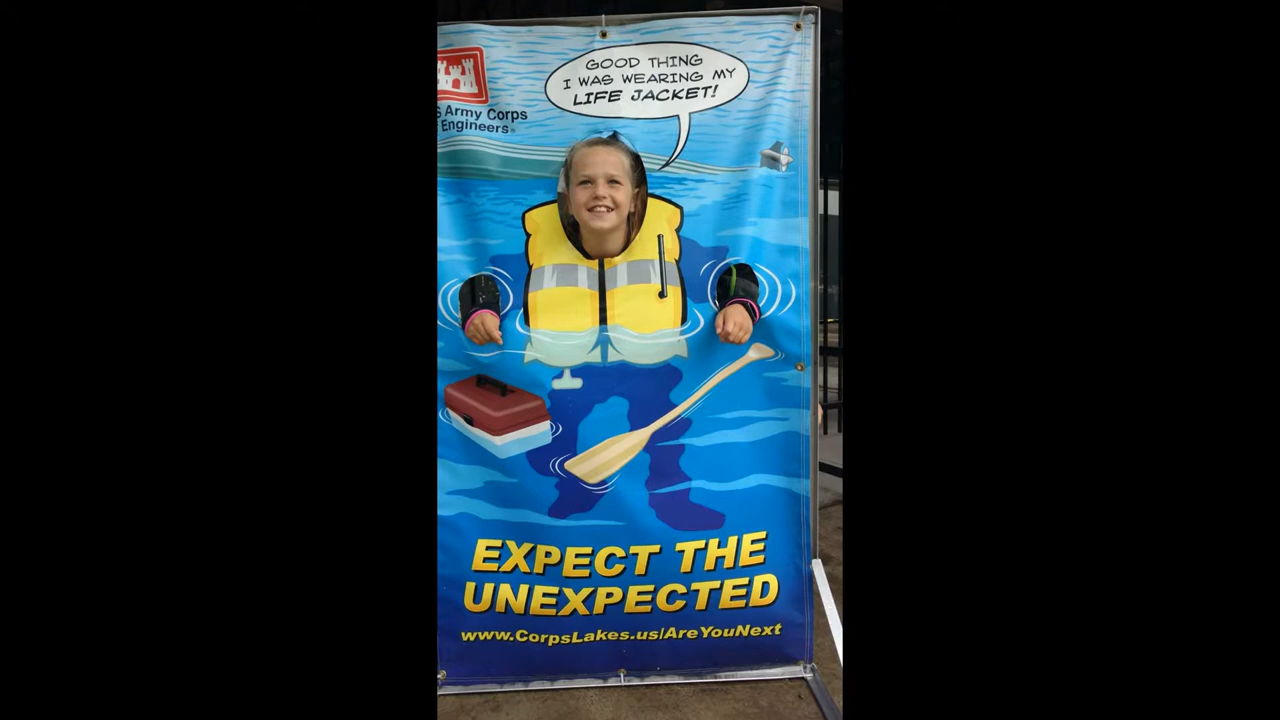 GOOD THING
I WAS WEARING MY
LIFE JACKET!
S Army Corps
Engineers®
EXPECT THE
UNEXPECTED
www.CorpsLakes.us/AreYouNext